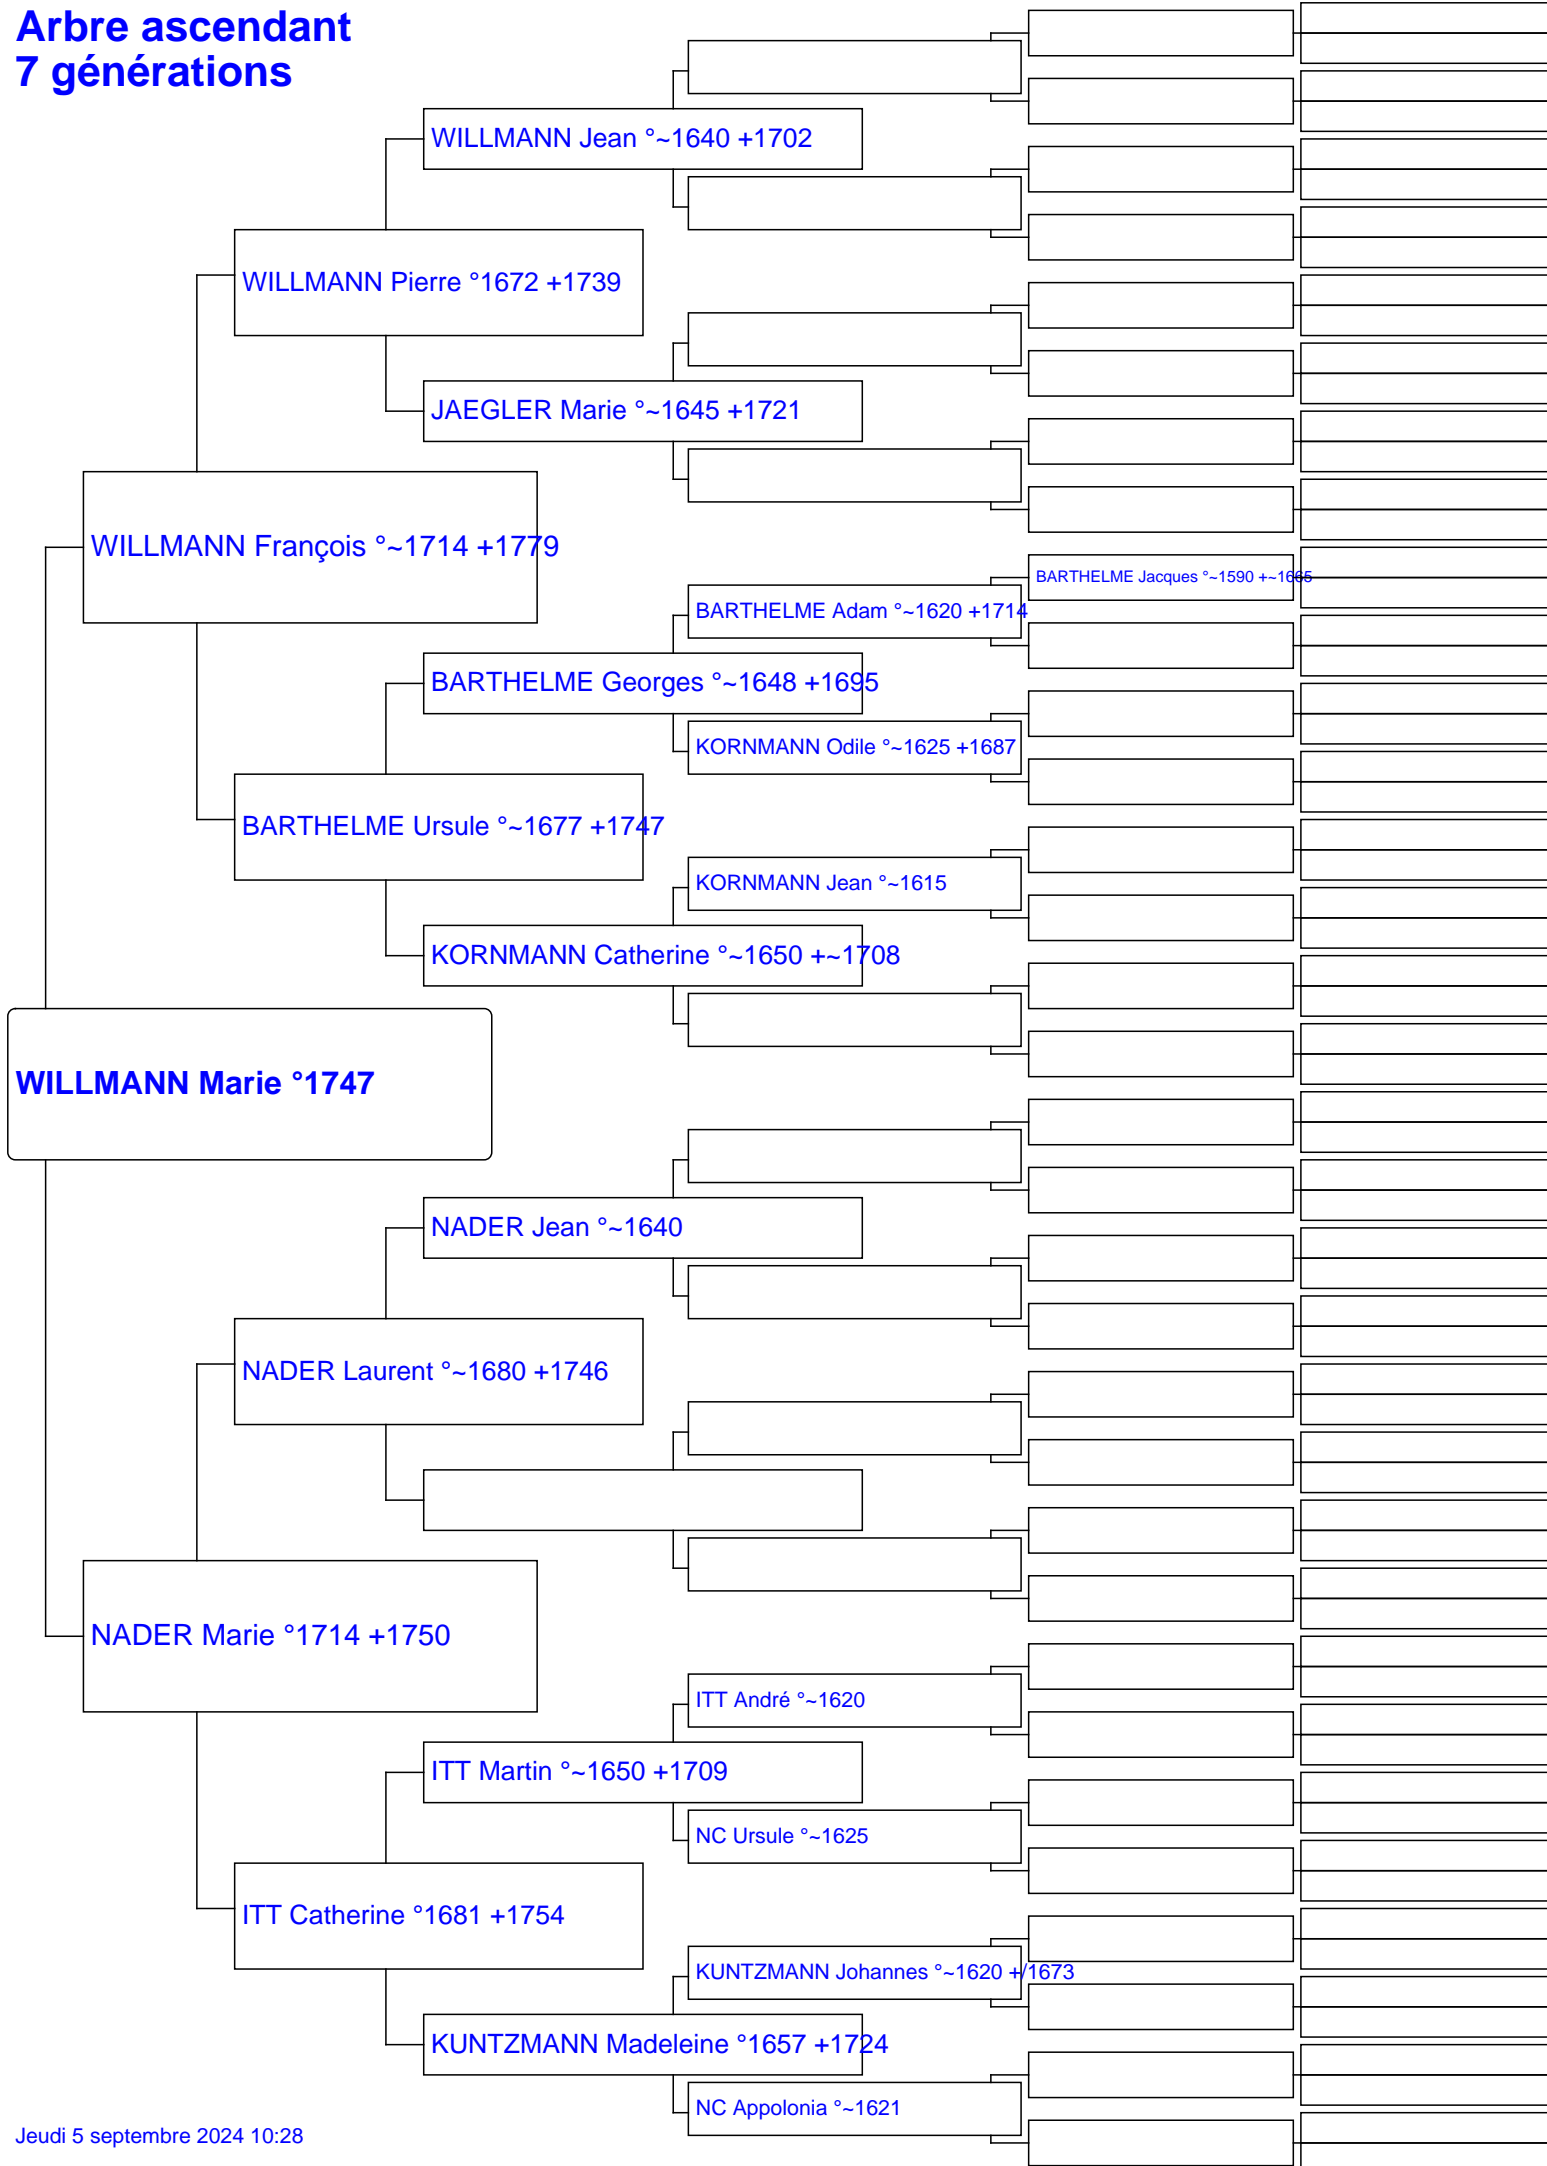 Arbre ascendant
7 générations
WILLMANN Jean °~1640 +1702
WILLMANN Pierre °1672 +1739
JAEGLER Marie °~1645 +1721
WILLMANN François °~1714 +1779
BARTHELME Jacques °~1590 +~1665
BARTHELME Adam °~1620 +1714
BARTHELME Georges °~1648 +1695
KORNMANN Odile °~1625 +1687
BARTHELME Ursule °~1677 +1747
KORNMANN Jean °~1615
KORNMANN Catherine °~1650 +~1708
WILLMANN Marie °1747
NADER Jean °~1640
NADER Laurent °~1680 +1746
NADER Marie °1714 +1750
ITT André °~1620
ITT Martin °~1650 +1709
NC Ursule °~1625
ITT Catherine °1681 +1754
KUNTZMANN Johannes °~1620 +/1673
KUNTZMANN Madeleine °1657 +1724
NC Appolonia °~1621
Jeudi 5 septembre 2024 10:28